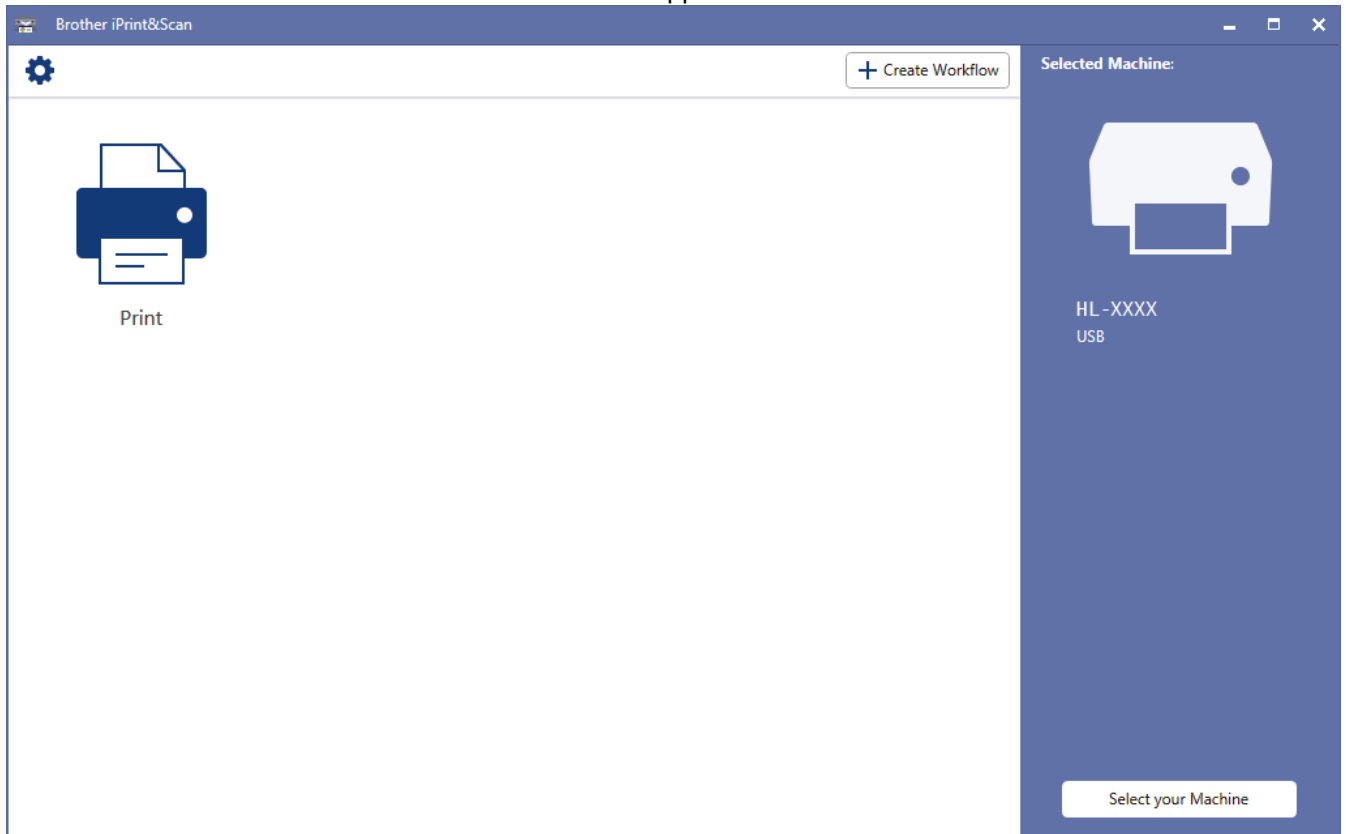 Brother iPrint&Scan
Create Workflow
Selected Machine:
Print
HL-XXXX
USB
Select your Machine